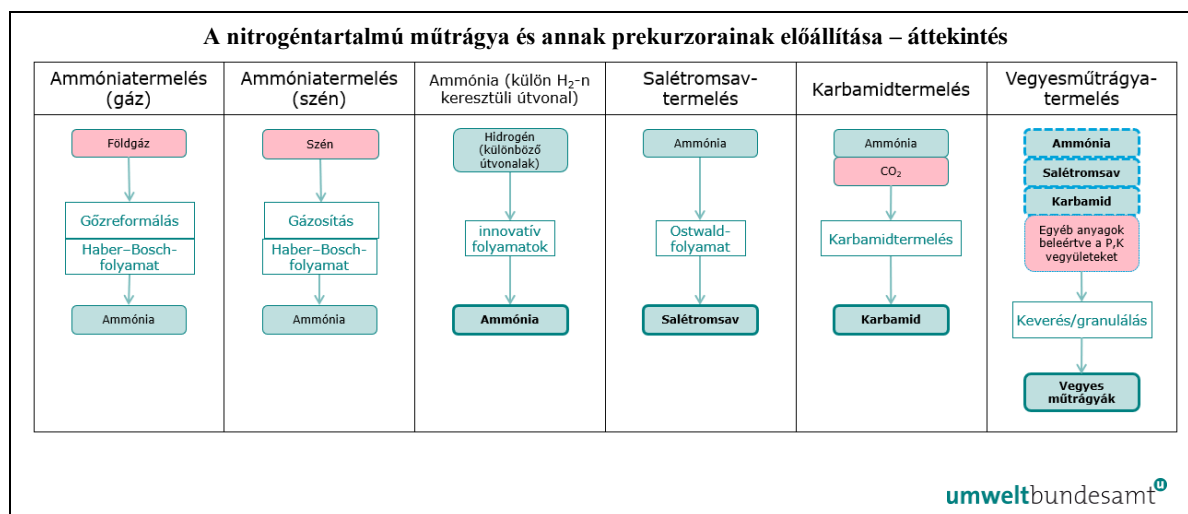 A nitrogéntartalmú műtrágya és annak prekurzorainak előállítása – áttekintés
Ammóniatermelés
(gáz)
Földgáz
Gőzreformálás
Haber–Bosch-
folyamat
Ammónia
Ammóniatermelés
(szén)
Szén
Gázosítás
Haber–Bosch-
folyamat
Ammónia
Ammónia (külön H₂-n
keresztüli útvonal)
Hidrogén
(különböző
útvonalak)
innovatív
folyamatok
Ammónia
Salétromsav-
termelés
Ammónia
Ostwald-
folyamat
Salétromsav
Karbamidtermelés
Ammónia
CO₂
Karbamidtermelés
Karbamid
Vegyesműtrágya-
termelés
Ammónia
Salétromsav
Karbamid
Egyéb anyagok
beleértve a P,K
vegyületeket
Keverés/granulálás
Vegyes
műtrágyák
umweltbundesamt u